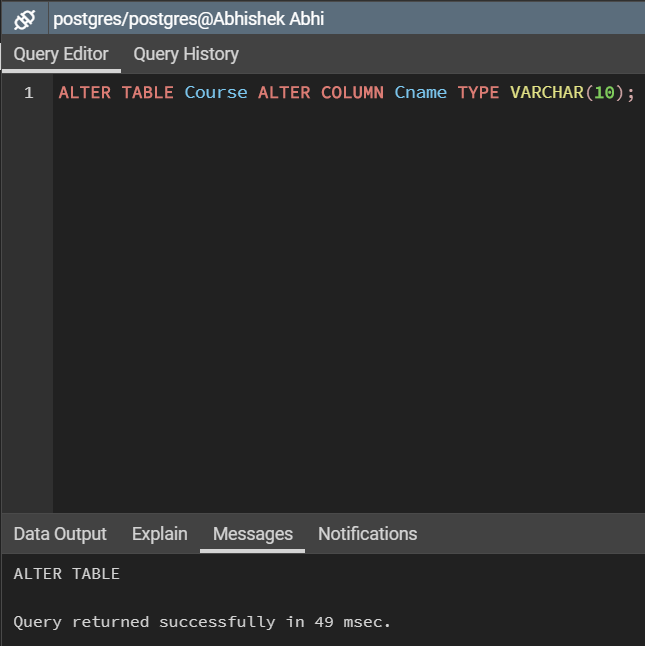 postgres/postgres@Abhishek Abhi
Query Editor Query History
1 ALTER TABLE Course ALTER COLUMN Cname TYPE VARCHAR(10);
Data Output Explain Messages Notifications
ALTER TABLE
Query returned successfully in 49 msec.